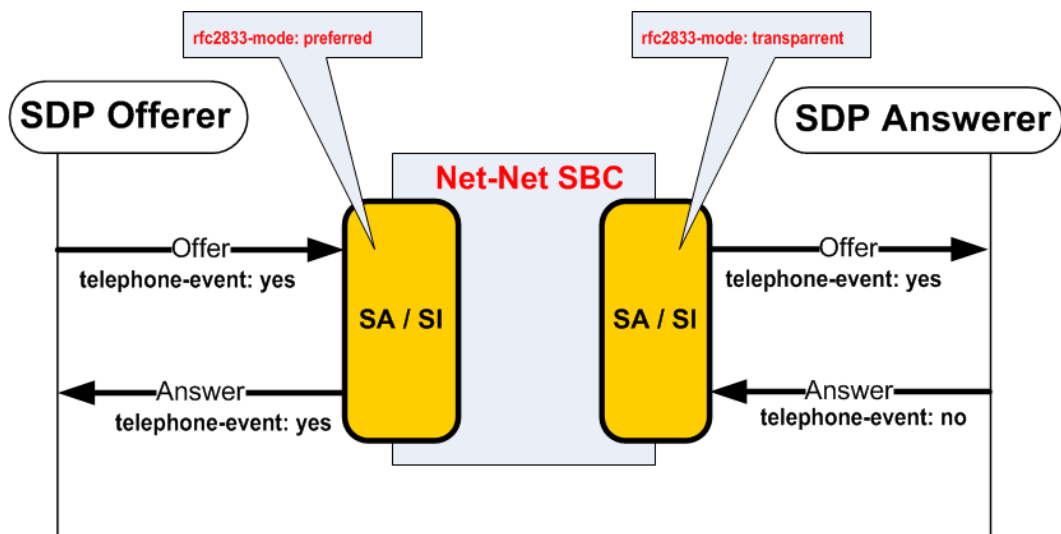 rfc2833-mode: preferred
rfc2833-mode: transparrent
SDP Offerer
SDP Answerer
Net-Net SBC
Offer
telephone-event: yes
Offer
telephone-event: yes
SA / SI
SA / SI
Answer
telephone-event: yes
Answer
telephone-event: no